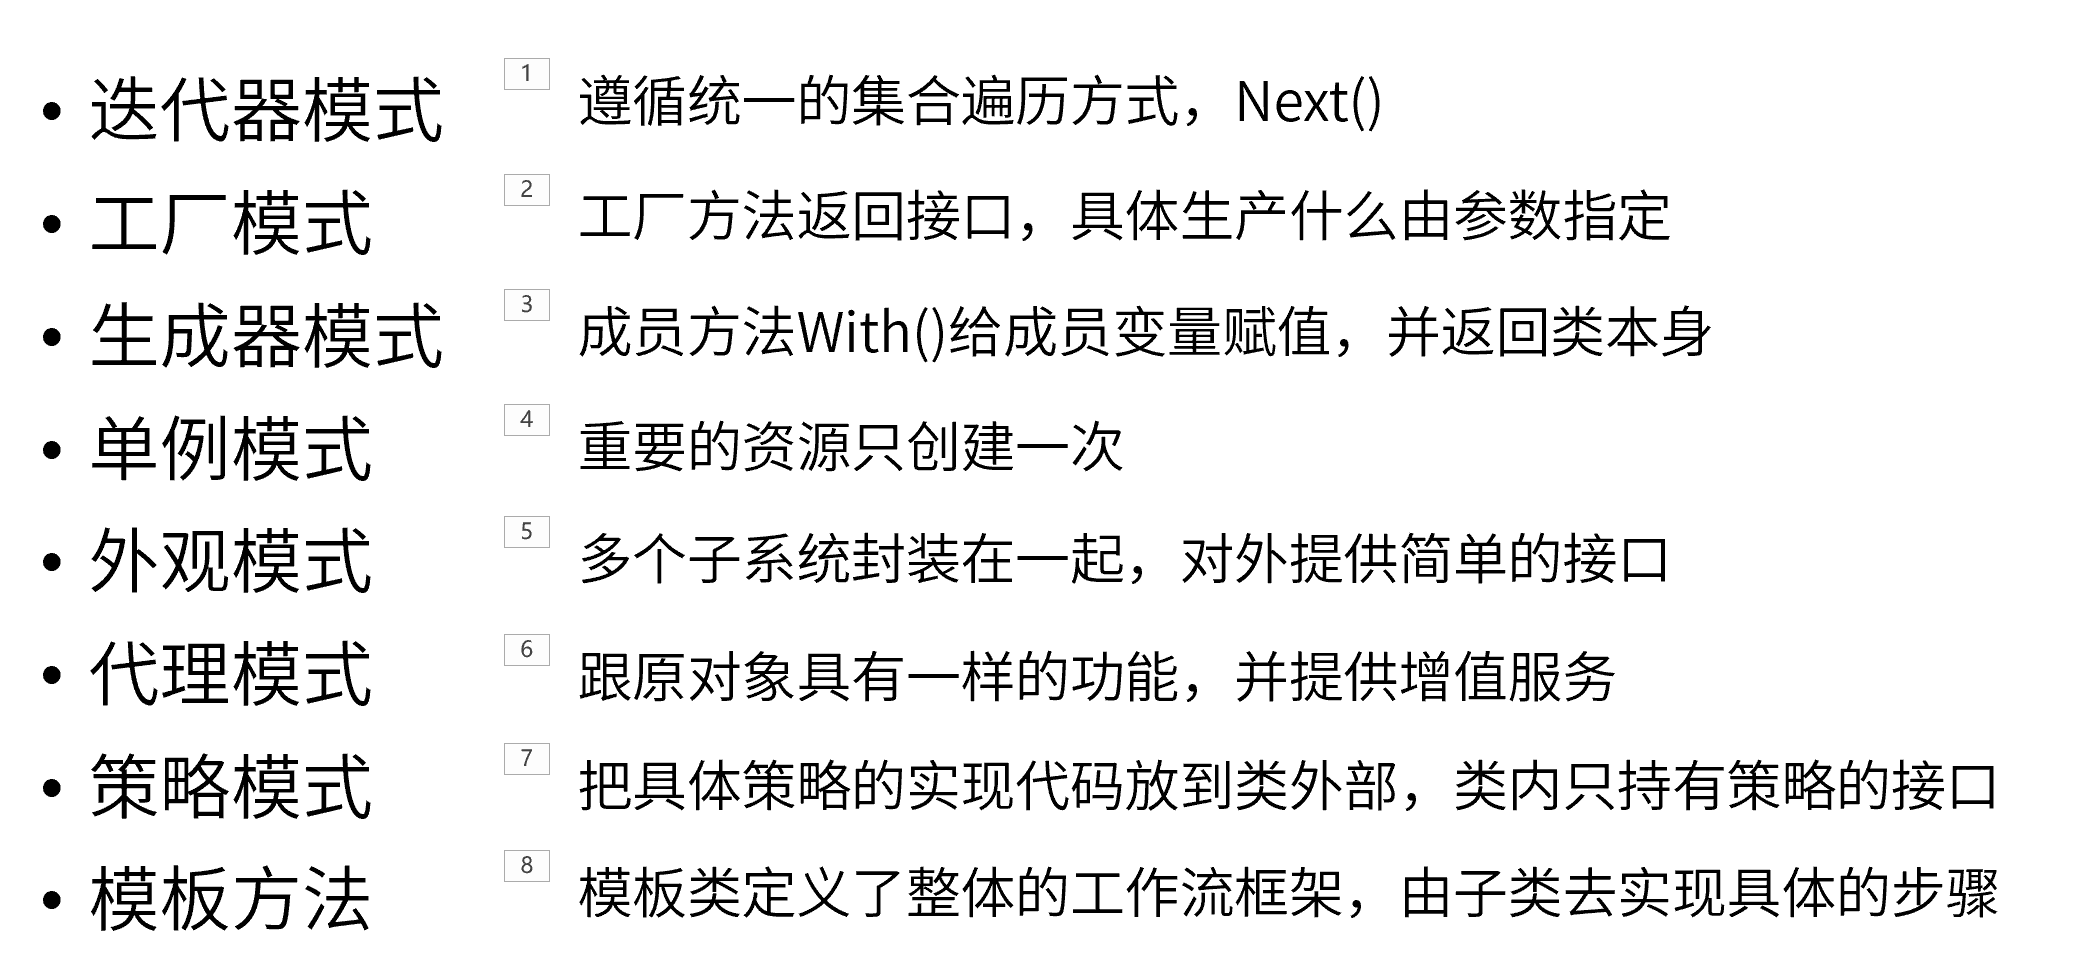 • 迭代器模式
1
遵循统一的集合遍历方式，Next()
• 工厂模式
2
工厂方法返回接口，具体生产什么由参数指定
• 生成器模式
3
成员方法With()给成员变量赋值，并返回类本身
• 单例模式
4
重要的资源只创建一次
• 外观模式
5
多个子系统封装在一起，对外提供简单的接口
• 代理模式
6
跟原对象具有一样的功能，并提供增值服务
• 策略模式
7
把具体策略的实现代码放到类外部，类内只持有策略的接口
• 模板方法
8
模板类定义了整体的工作流框架，由子类去实现具体的步骤